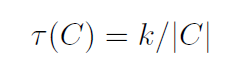 τ(C) = k/|C|